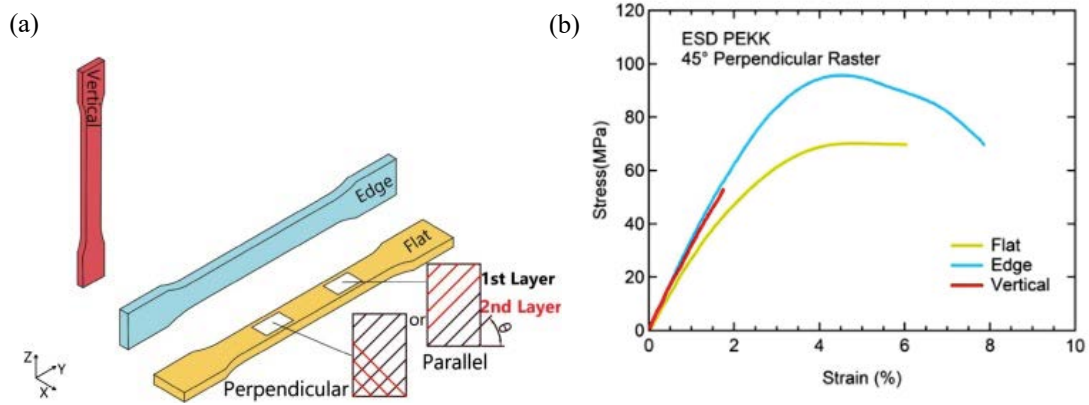 (a)
Vertical
Edge
Flat
1st Layer
2nd Layer
or
θ
Parallel
Perpendicular
Z
Y
X
(b)
ESD PEKK
45° Perpendicular Raster
Stress(MPa)
120
100
80
60
40
20
0
Flat
Edge
Vertical
0 2 4 6 8 10
Strain (%)